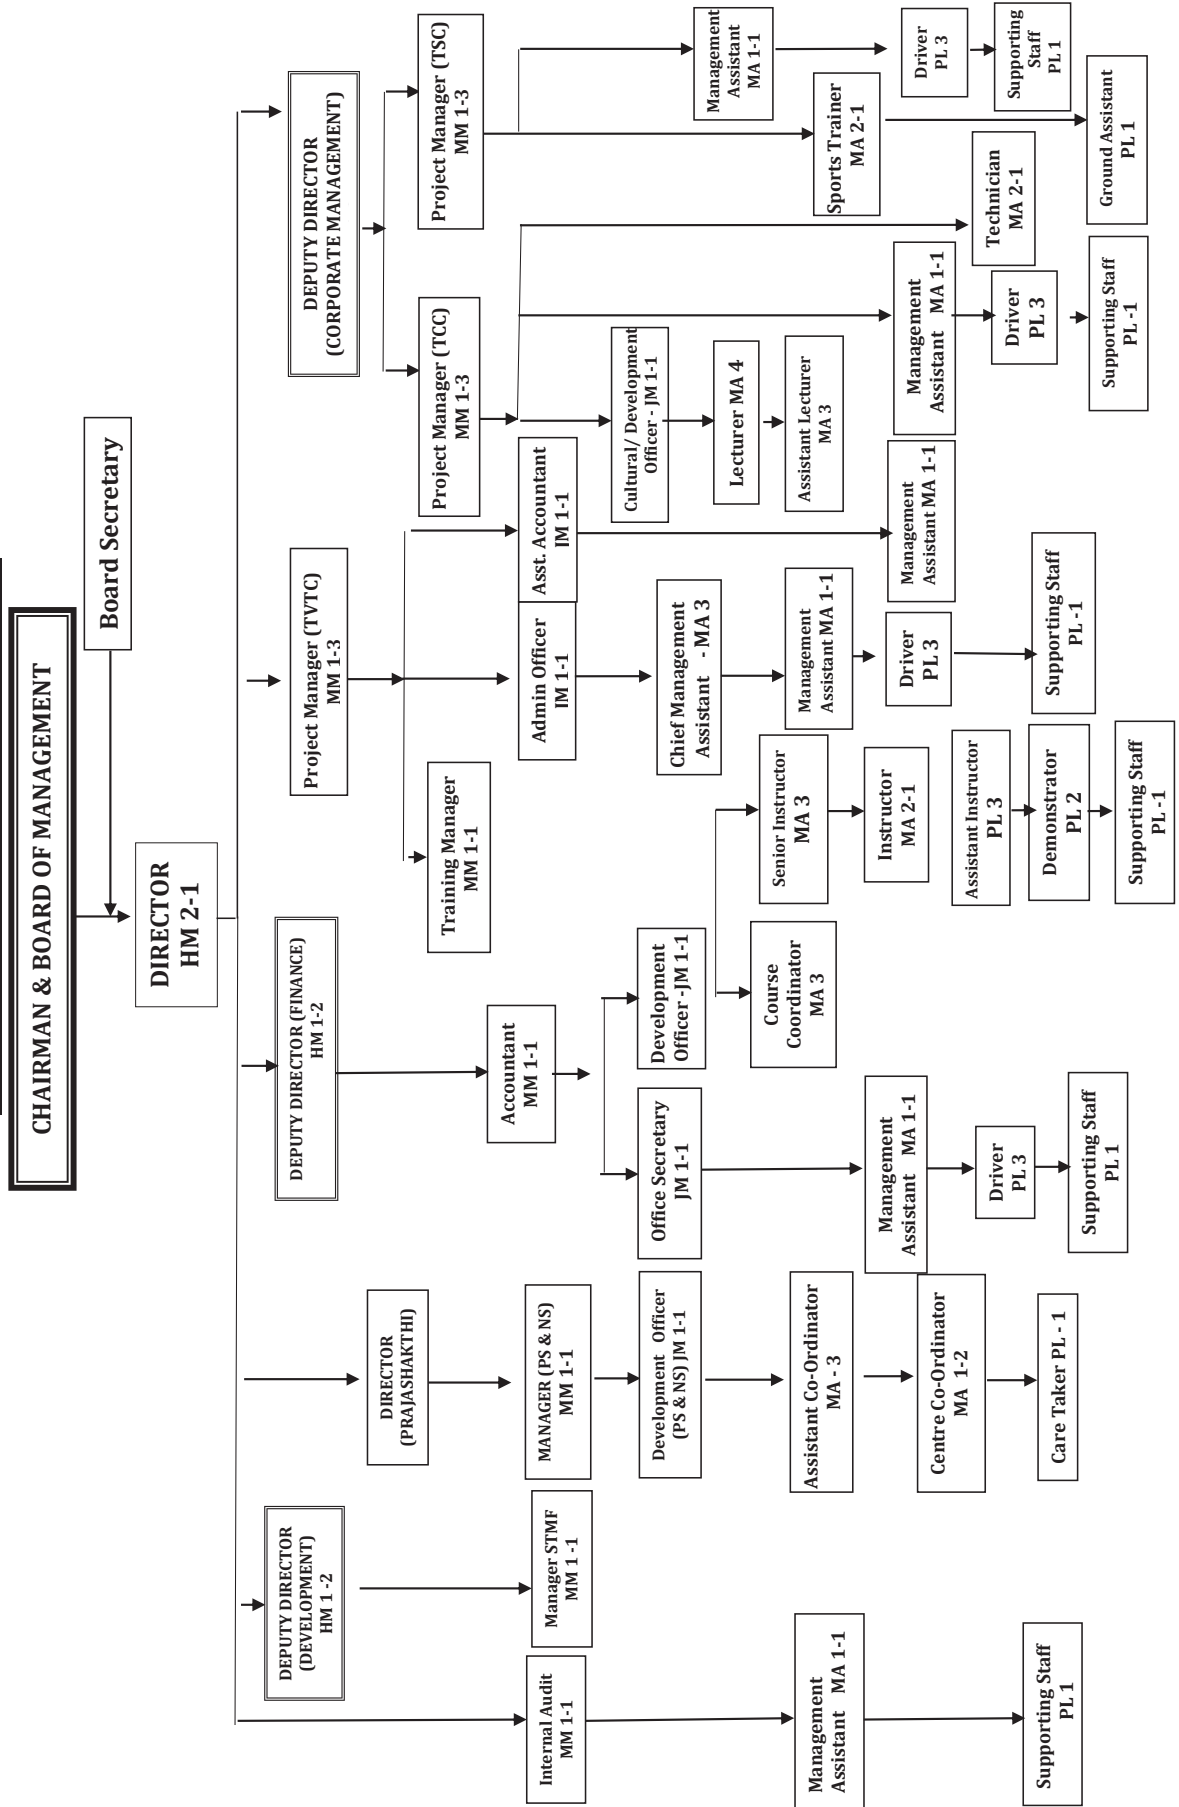 CHAIRMAN & BOARD OF MANAGEMENT
Board Secretary
DIRECTOR
HM 2-1
Internal Audit
MM 1-1
Management
Assistant MA 1-1
Supporting Staff
PL 1
DEPUTY DIRECTOR
(DEVELOPMENT)
HM 1 -2
Manager STMF
MM 1 -1
DIRECTOR
(PRAJASHAKTHI)
MANAGER (PS & NS)
MM 1-1
Development Officer
(PS & NS) JM 1-1
Assistant Co-Ordinator
MA - 3
Centre Co-Ordinator
MA 1-2
Care Taker PL - 1
DEPUTY DIRECTOR (FINANCE)
HM 1-2
Accountant
MM 1-1
Office Secretary
JM 1-1
Management
Assistant MA 1-1
Driver
PL 3
Supporting Staff
PL 1
Development
Officer -JM 1-1
Course
Coordinator
MA 3
Senior Instructor
MA 3
Instructor
MA 2-1
Assistant Instructor
PL 3
Demonstrator
PL 2
Supporting Staff
PL -1
Project Manager (TVTC)
MM 1-3
Training Manager
MM 1-1
Admin Officer
IM 1-1
Chief Management
Assistant - MA 3
Management
Assistant MA 1-1
Driver
PL 3
Supporting Staff
PL -1
Asst. Accountant
IM 1-1
Management
Assistant MA 1-1
DEPUTY DIRECTOR
(CORPORATE MANAGEMENT)
Project Manager (TCC)
MM 1-3
Cultural/ Development
Officer - JM 1-1
Lecturer MA 4
Assistant Lecturer
MA 3
Management
Assistant MA 1-1
Driver
PL 3
Supporting Staff
PL -1
Technician
MA 2-1
Project Manager (TSC)
MM 1-3
Sports Trainer
MA 2-1
Ground Assistant
PL 1
Management
Assistant
MA 1-1
Driver
PL 3
Supporting
Staff
PL 1